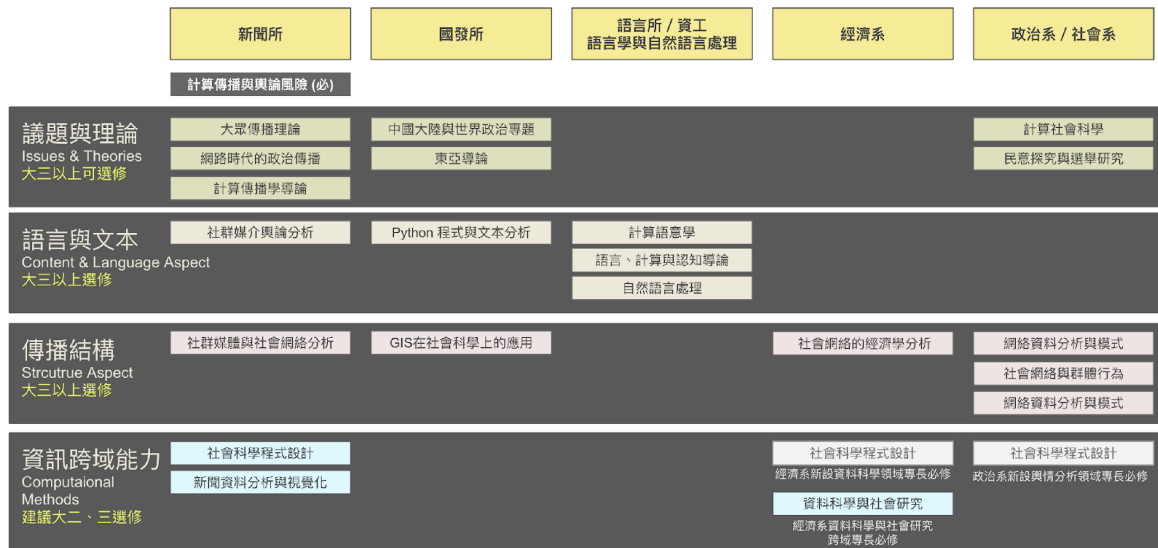 新聞所
國發所
語言所 / 資工
語言學與自然語言處理
經濟系
政治系 / 社會系
計算傳播與輿論風險 (必)
議題與理論
Issues & Theories
大三以上可選修
大眾傳播理論
網路時代的政治傳播
計算傳播學導論
中國大陸與世界政治專題
東亞導論
計算社會科學
民意探究與選舉研究
語言與文本
Content & Language Aspect
大三以上選修
社群媒介輿論分析
Python 程式與文本分析
計算語意學
語言、計算與認知導論
自然語言處理
傳播結構
Strcutrue Aspect
大三以上選修
社群媒體與社會網絡分析
GIS在社會科學上的應用
社會網絡的經濟學分析
網絡資料分析與模式
社會網絡與群體行為
網絡資料分析與模式
資訊跨域能力
Computaional
Methods
建議大二、三選修
社會科學程式設計
新聞資料分析與視覺化
社會科學程式設計
經濟系新設資料科學領域專長必修
資料科學與社會研究
經濟系資料科學與社會研究
跨域專長必修
社會科學程式設計
政治系新設輿情分析領域專長必修